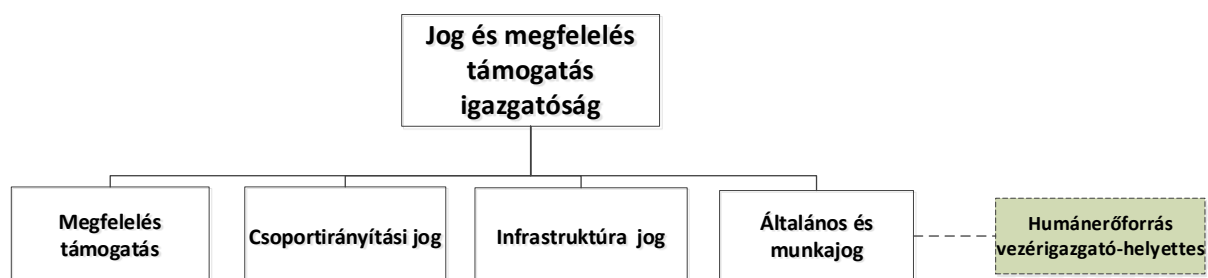 Jog és megfelelés
támogatás
igazgatóság
Megfelelés
támogatás
Csoportirányítási jog
Infrastruktúra jog
Általános és
munkajog
Humánerőforrás
vezérigazgató-helyettes